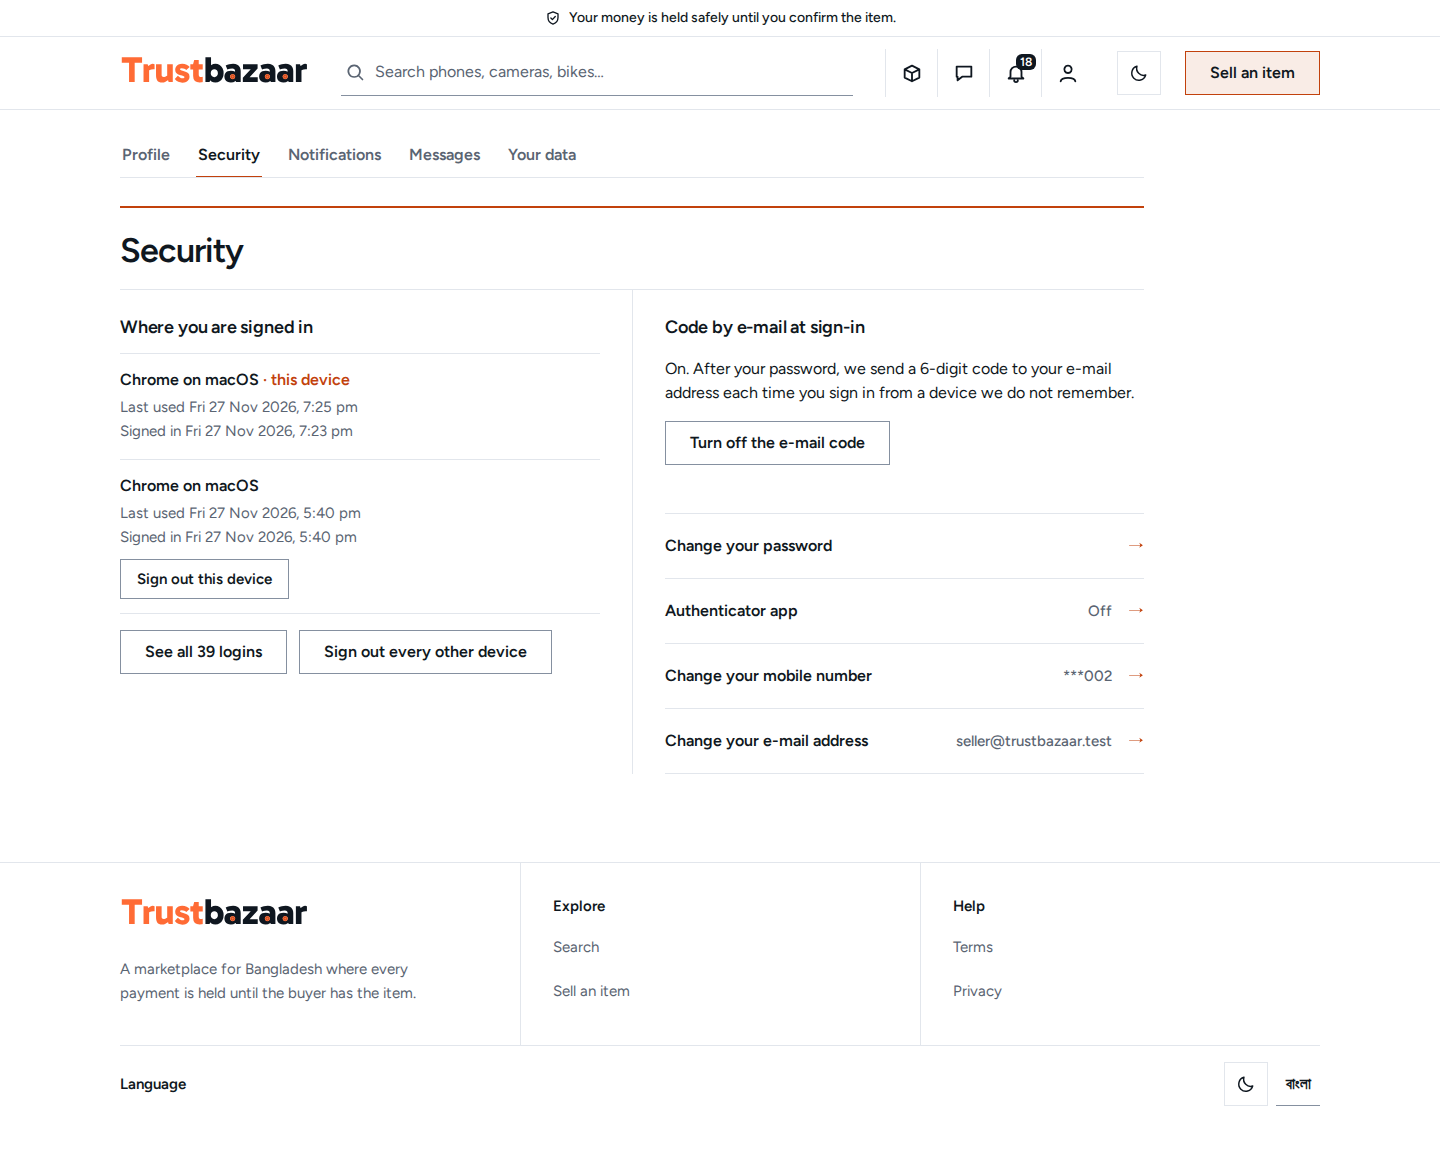 Your money is held safely until you confirm the item.
Trustbazaar
Search phones, cameras, bikes...
18
Sell an item
Profile
Security
Notifications
Messages
Your data
Security
Where you are signed in
Chrome on macOS · this device
Last used Fri 27 Nov 2026, 7:25 pm
Signed in Fri 27 Nov 2026, 7:23 pm
Chrome on macOS
Last used Fri 27 Nov 2026, 5:40 pm
Signed in Fri 27 Nov 2026, 5:40 pm
Sign out this device
See all 39 logins
Sign out every other device
Code by e-mail at sign-in
On. After your password, we send a 6-digit code to your e-mail
address each time you sign in from a device we do not remember.
Turn off the e-mail code
Change your password →
Authenticator app Off →
Change your mobile number ***002 →
Change your e-mail address seller@trustbazaar.test →
Trustbazaar
A marketplace for Bangladesh where every
payment is held until the buyer has the item.
Explore
Search
Sell an item
Help
Terms
Privacy
Language
বাংলা